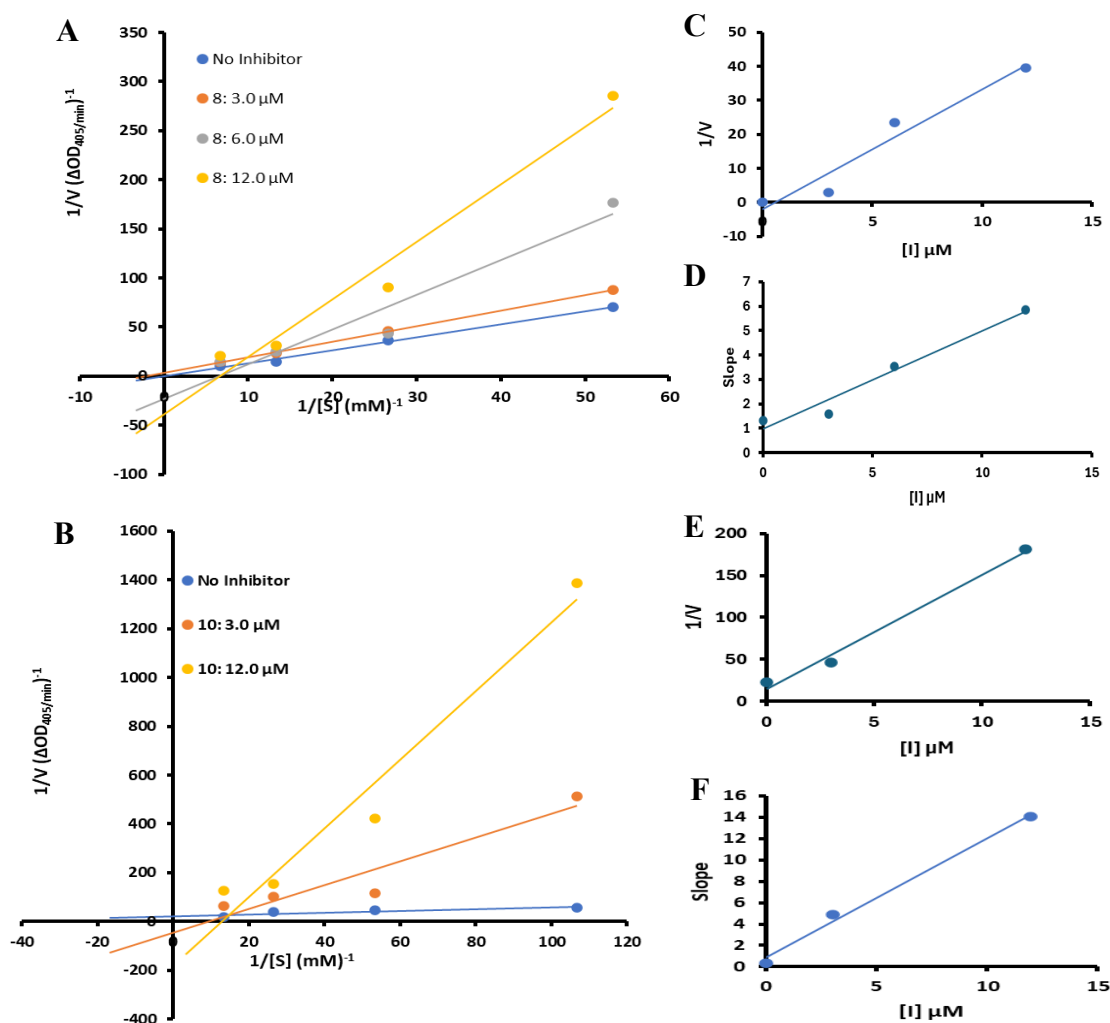 A
No Inhibitor
8: 3.0 µM
8: 6.0 µM
8: 12.0 µM
1/V (ΔOD405/min)-1
350
300
250
200
150
100
50
0
-50
-100
-10 0 10 20 30 40 50 60
1/[S] (mM)-1
B
No Inhibitor
10: 3.0 µM
10: 12.0 µM
1/V (ΔOD405/min)-1
1600
1400
1200
1000
800
600
400
200
0
-200
-400
-40 -20 0 20 40 60 80 100 120
1/[S] (mM)-1
C
1/V
50
40
30
20
10
0
-10
0 5 10 15
[I] µM
D
Slope
7
6
5
4
3
2
1
0
0 5 10 15
[I] µM
E
1/V
200
150
100
50
0
0 5 10 15
[I] µM
F
Slope
16
14
12
10
8
6
4
2
0
0 5 10 15
[I] µM